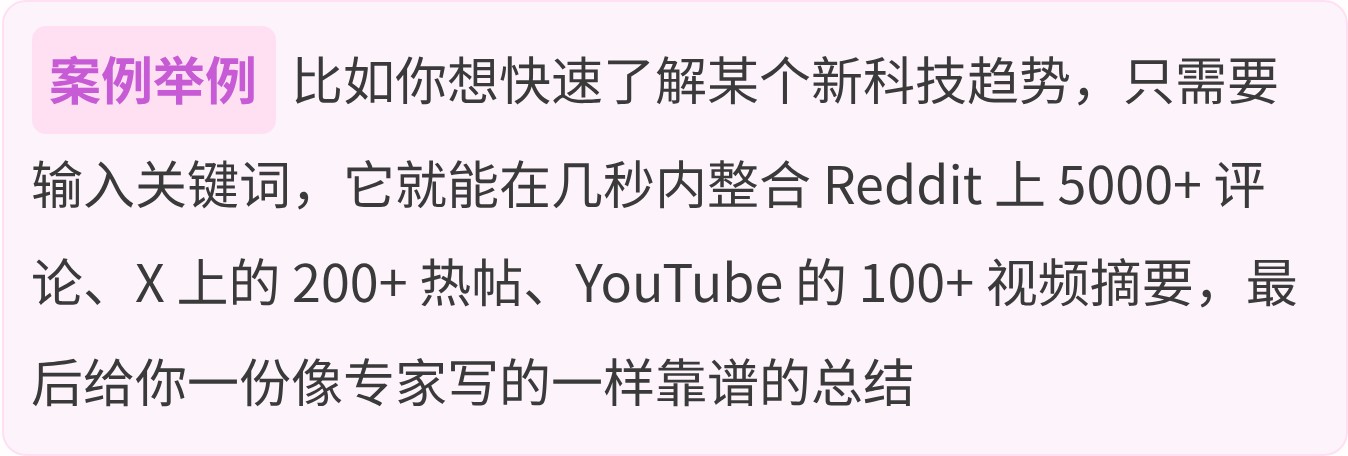 案例举例 比如你想快速了解某个新科技趋势，只需要
输入关键词，它就能在几秒内整合 Reddit 上 5000+ 评
论、X 上的 200+ 热帖、YouTube 的 100+ 视频摘要，最
后给你一份像专家写的一样靠谱的总结